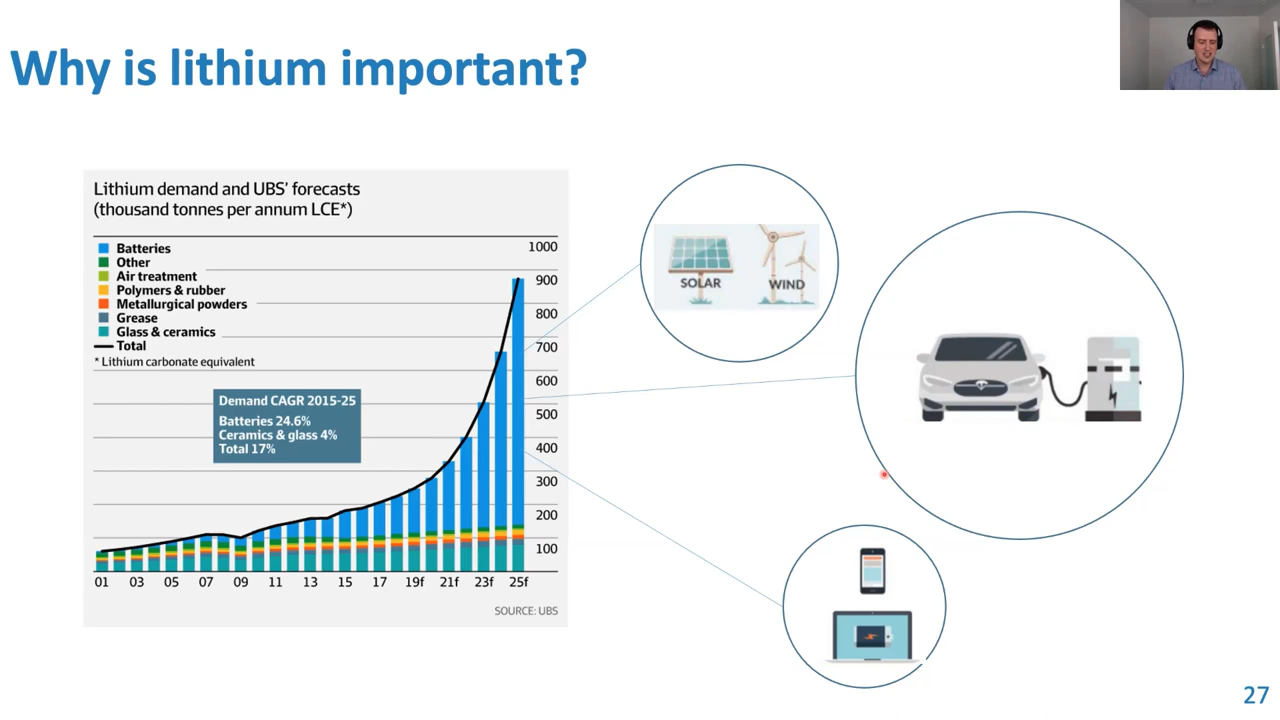 Why is lithium important?
Lithium demand and UBS' forecasts
(thousand tonnes per annum LCE*)
Batteries
Other
Air treatment
Polymers & rubber
Metallurgical powders
Grease
Glass & ceramics
Total
* Lithium carbonate equivalent
Demand CAGR 2015-25
Batteries 24.6%
Ceramics & glass 4%
Total 17%
1000
900
800
700
600
500
400
300
200
100
01 03 05 07 09 11 13 15 17 19f 21f 23f 25f
SOURCE: UBS
SOLAR WIND
27